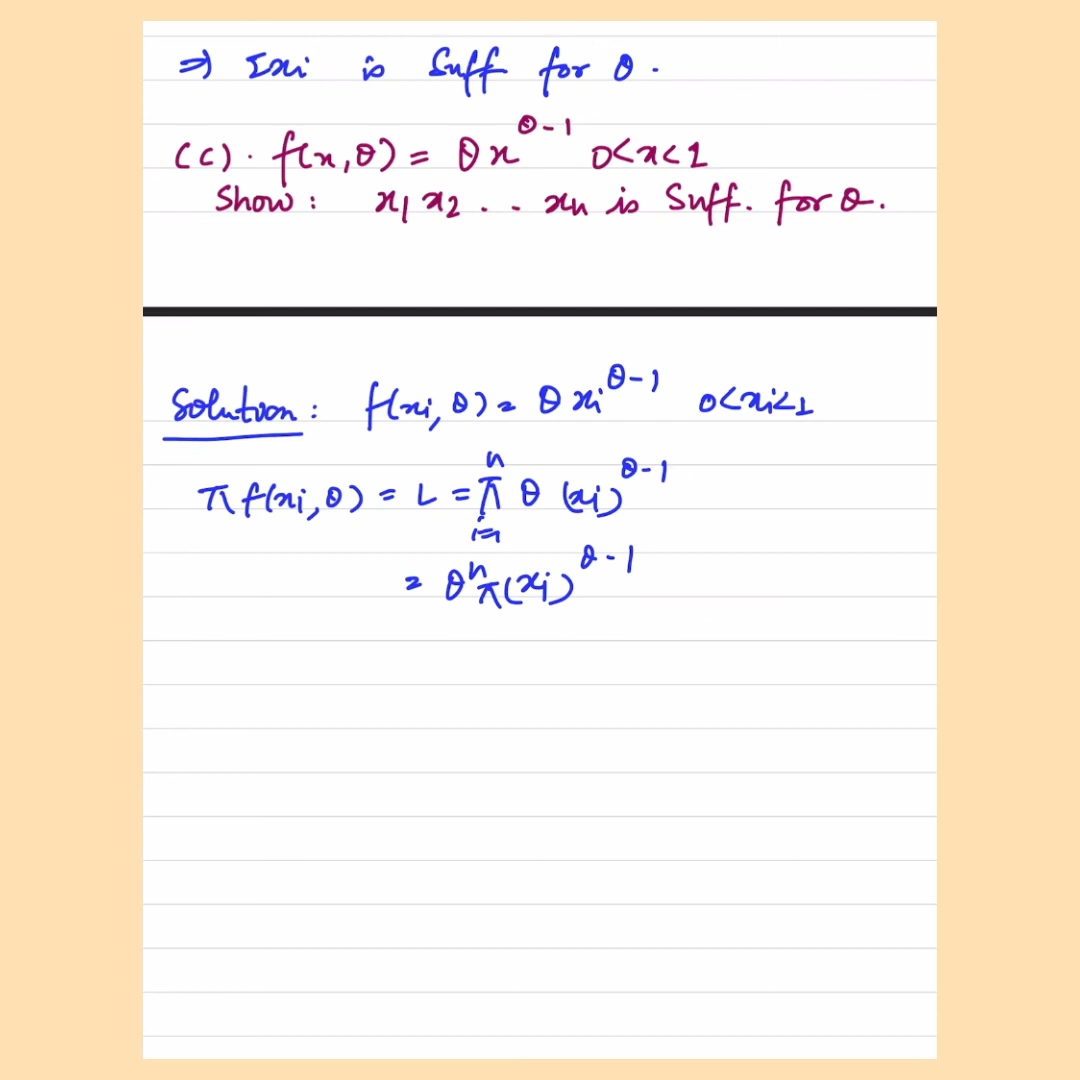 ⇒ Σxi is Suff for θ.
(c). f(x,θ) = θx^θ-1 0<x<1
Show: x1 x2 . . xn is Suff. for θ.
Solution: f(xi,θ) = θ xi^θ-1 0<xi<1
π f(xi,θ) = L = π_{i=1}^{n} θ (xi)^θ-1
= θ^n π(xi)^θ-1